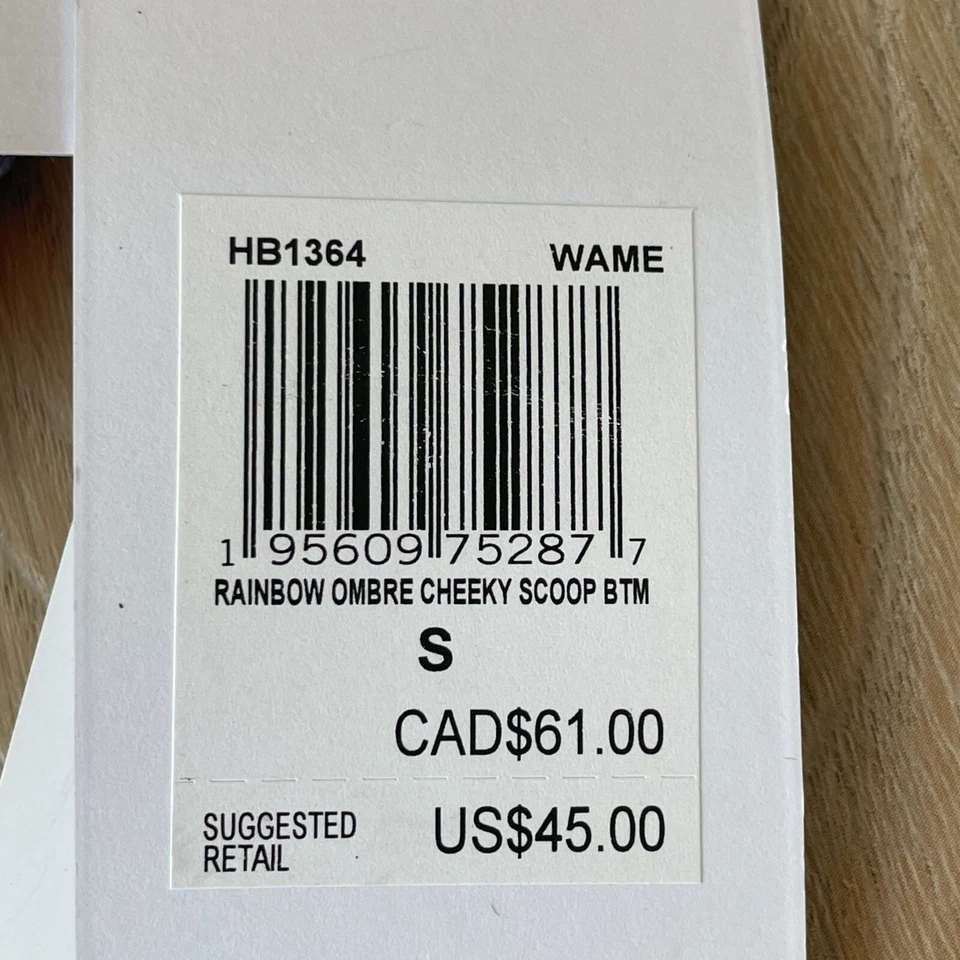 HB1364 WAME
1 95609 75287 7
RAINBOW OMBRE CHEEKY SCOOP BTM
S
CAD$61.00
SUGGESTED RETAIL US$45.00